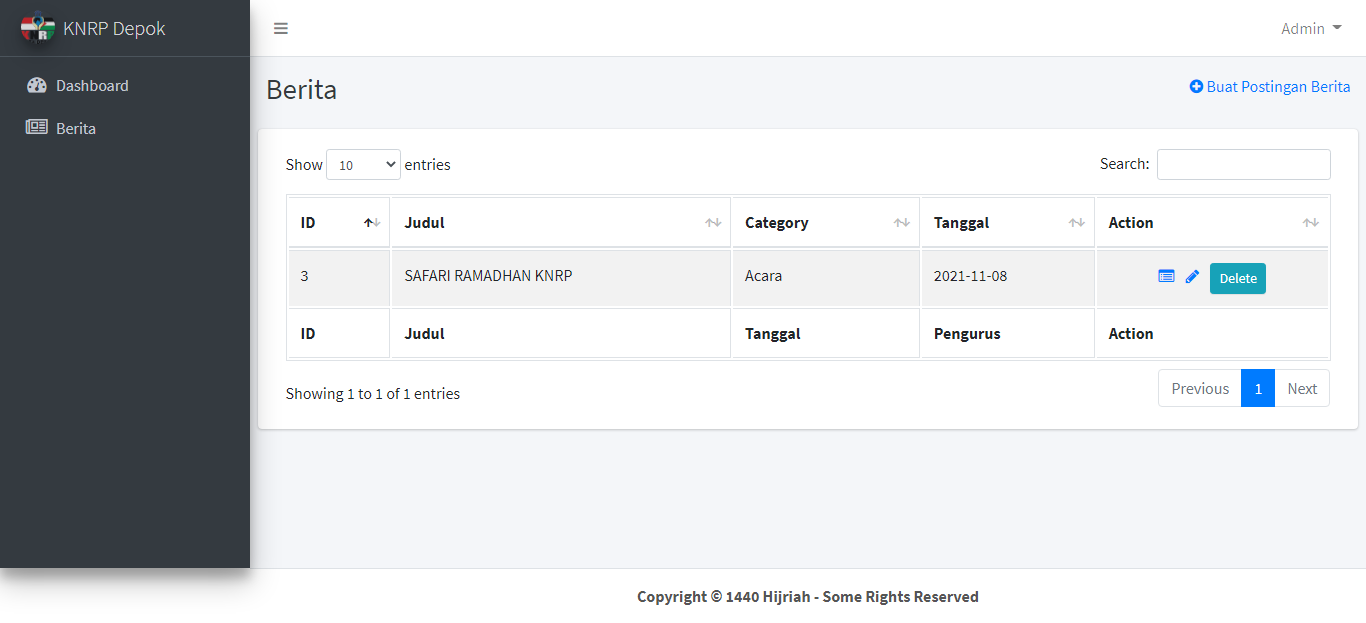 KNRP Depok
Admin
Dashboard
Berita
Berita
Buat Postingan Berita
Show 10 entries
Search:
ID Judul Category Tanggal Action
3 SAFARI RAMADHAN KNRP Acara 2021-11-08 Delete
ID Judul Tanggal Pengurus Action
Showing 1 to 1 of 1 entries
Previous 1 Next
Copyright © 1440 Hijriah - Some Rights Reserved